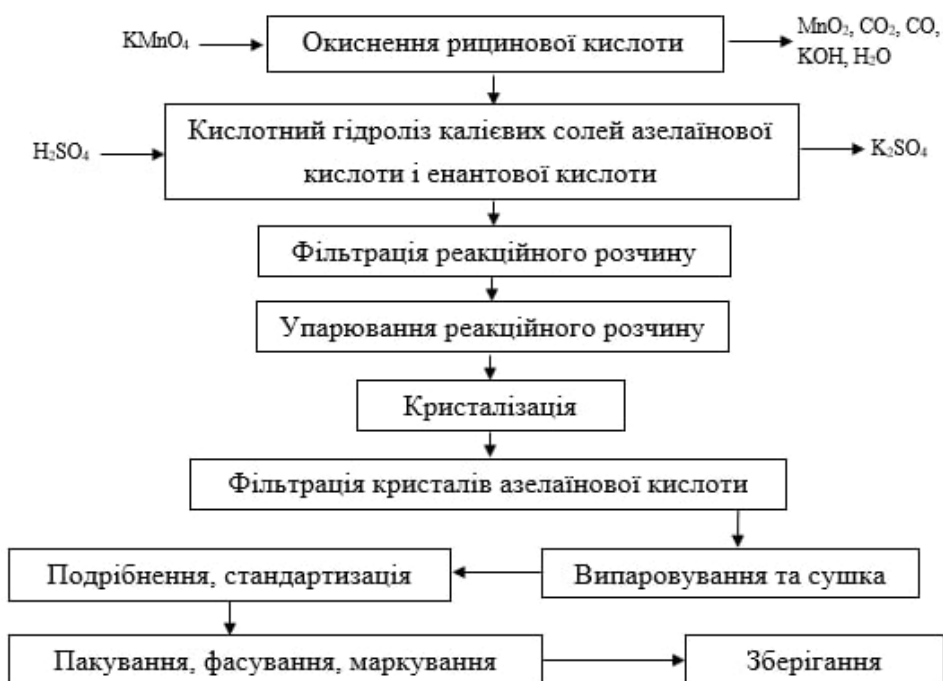 KMnO₄
Окиснення рицинової кислоти
MnO₂, CO₂, CO,
KOH, H₂O
H₂SO₄
Кислотний гідроліз калієвих солей азелаїнової
кислоти і енантової кислоти
K₂SO₄
Фільтрація реакційного розчину
Упарювання реакційного розчину
Кристалізація
Фільтрація кристалів азелаїнової кислоти
Подрібнення, стандартизація
Випаровування та сушка
Пакування, фасування, маркування
Зберігання